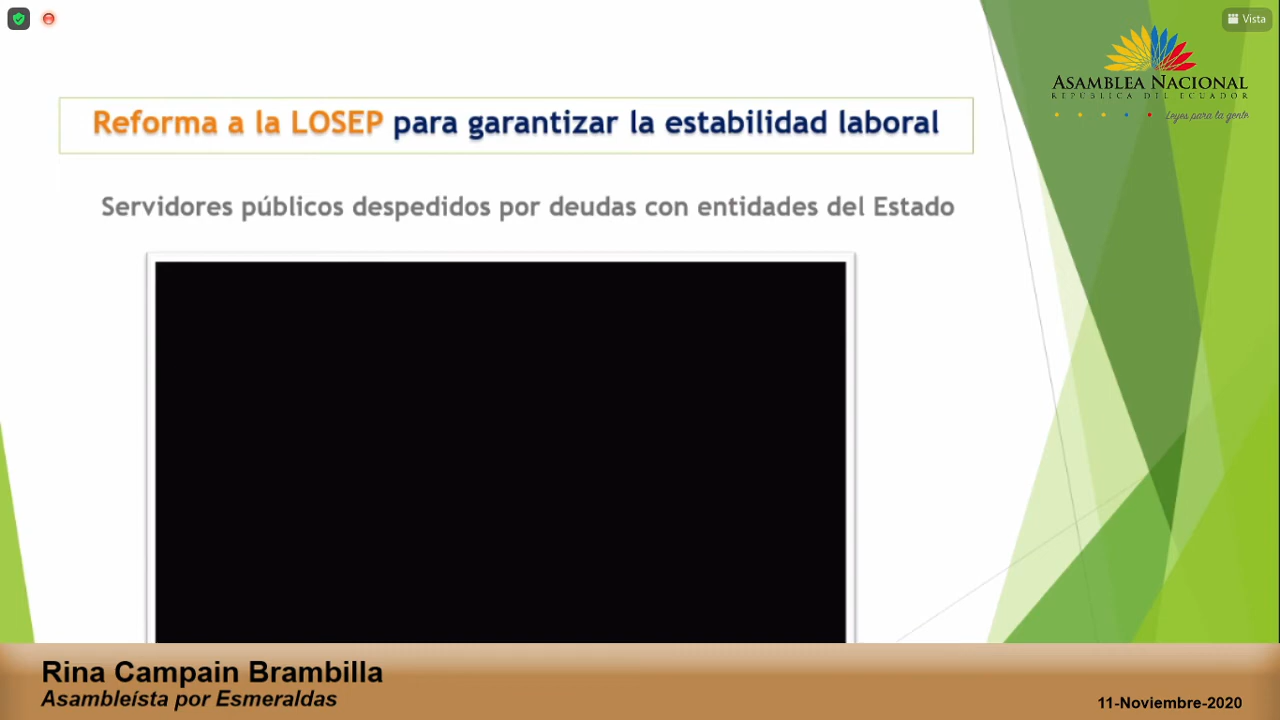 Vista
ASAMBLEA NACIONAL
REPÚBLICA DEL ECUADOR
Leyes para la gente
Reforma a la LOSEP para garantizar la estabilidad laboral
Servidores públicos despedidos por deudas con entidades del Estado
Rina Campain Brambilla
Asambleísta por Esmeraldas
11-Noviembre-2020